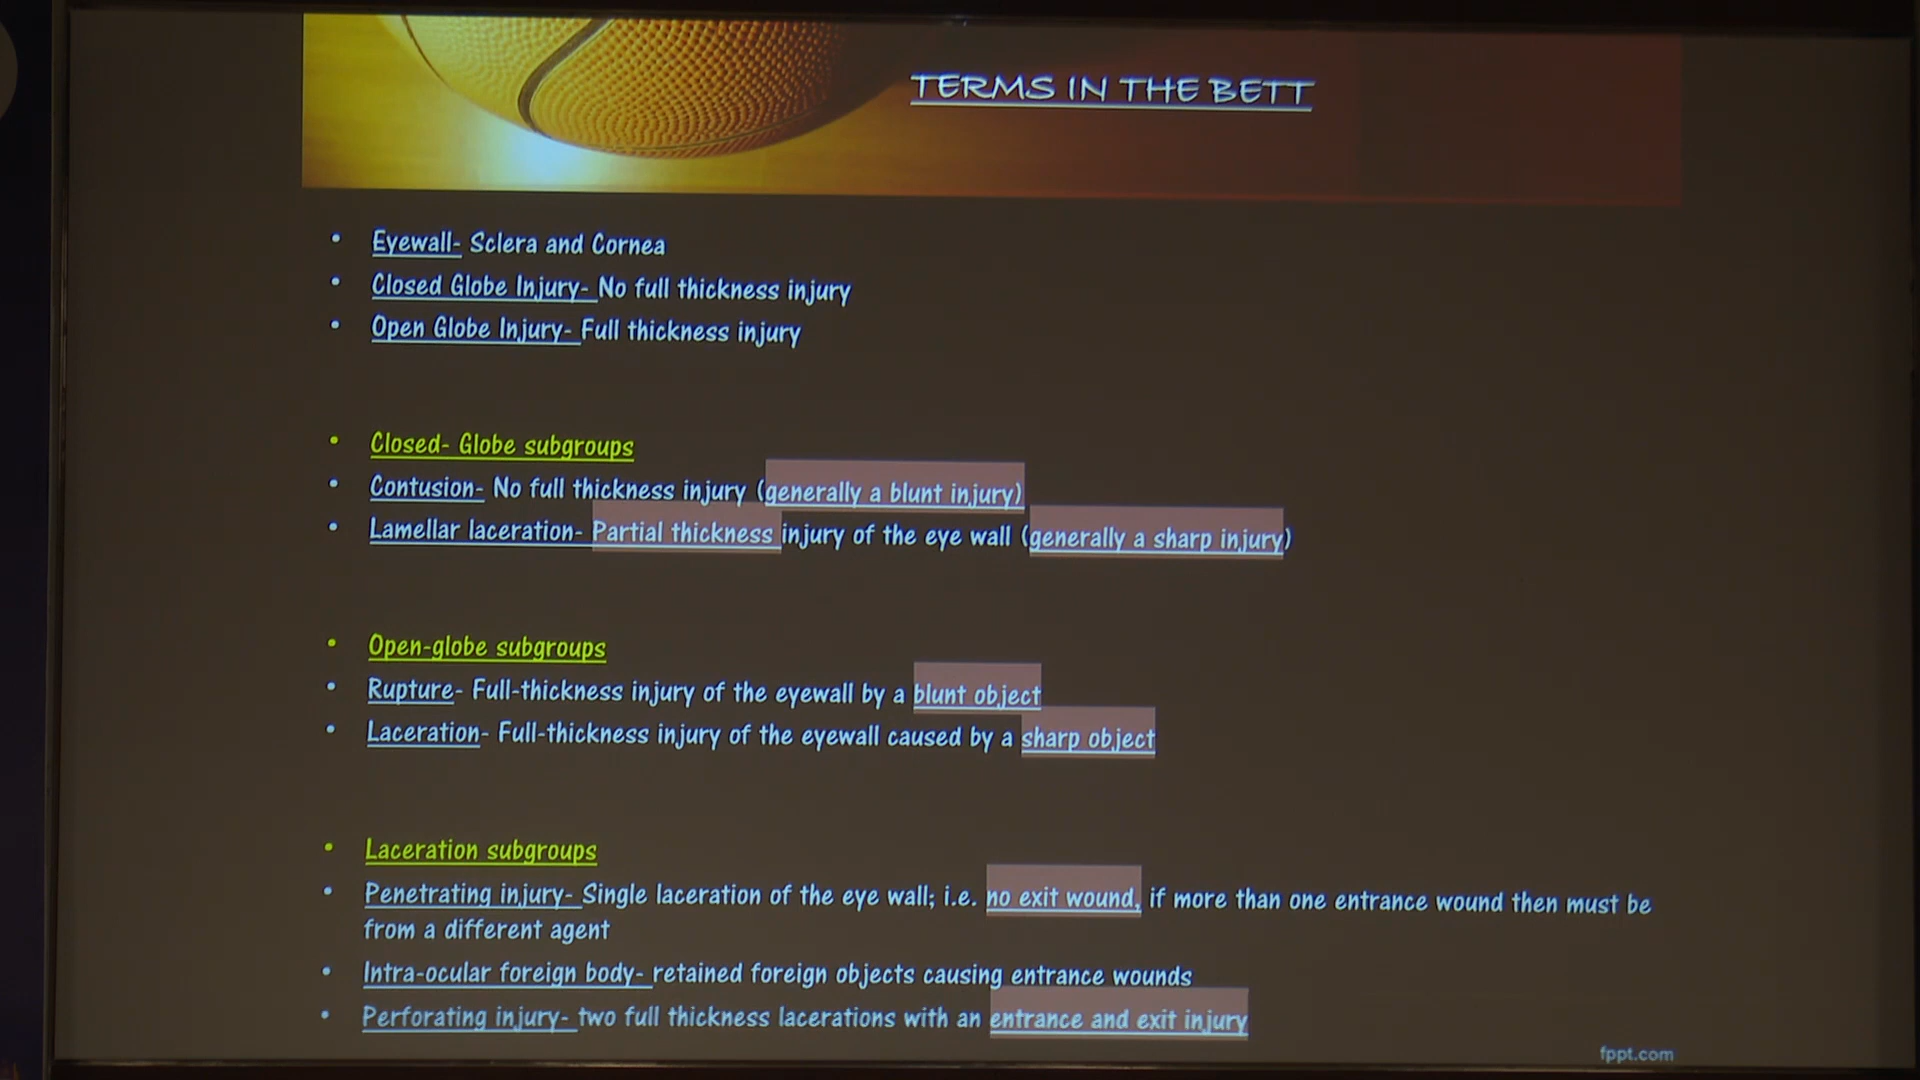 TERMS IN THE BETT
• Eyewall- Sclera and Cornea
• Closed Globe Injury- No full thickness injury
• Open Globe Injury- Full thickness injury
• Closed- Globe subgroups
• Contusion- No full thickness injury (generally a blunt injury)
• Lamellar laceration- Partial thickness injury of the eye wall (generally a sharp injury)
• Open-globe subgroups
• Rupture- Full-thickness injury of the eyewall by a blunt object
• Laceration- Full-thickness injury of the eyewall caused by a sharp object
• Laceration subgroups
• Penetrating injury- Single laceration of the eye wall; i.e. no exit wound, if more than one entrance wound then must be
from a different agent
• Intra-ocular foreign body- retained foreign objects causing entrance wounds
• Perforating injury- two full thickness lacerations with an entrance and exit injury
fppt.com